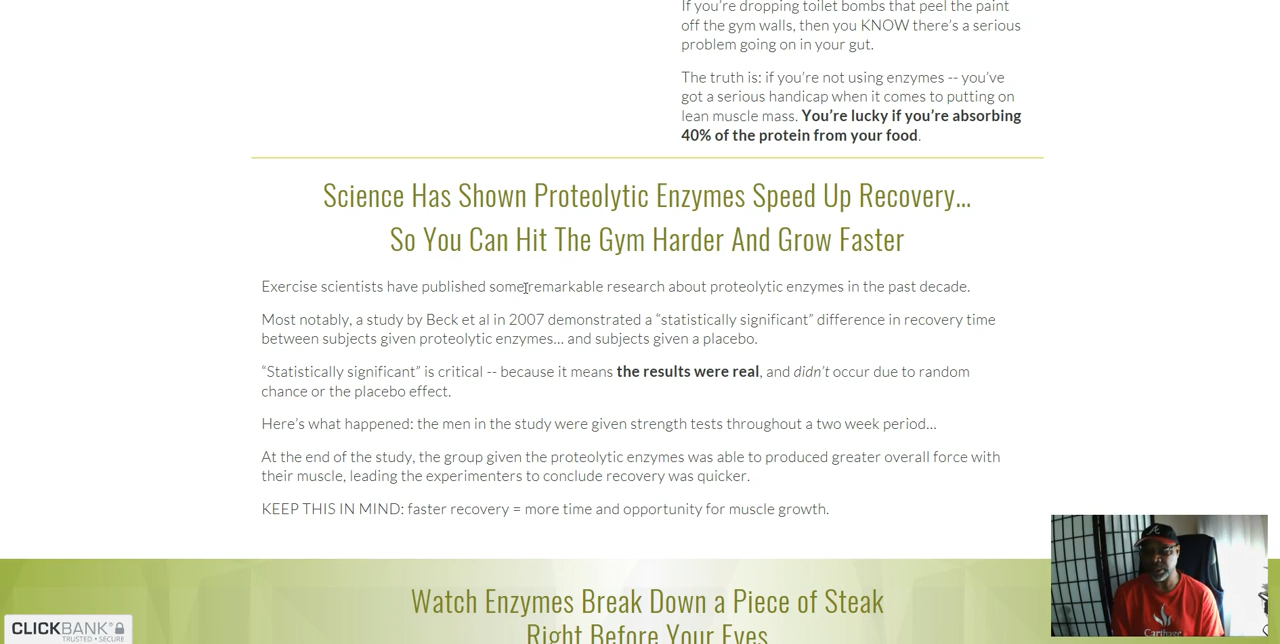 If you’re dropping toilet bombs that peel the paint
off the gym walls, then you KNOW there’s a serious
problem going on in your gut.
The truth is: if you’re not using enzymes -- you’ve
got a serious handicap when it comes to putting on
lean muscle mass. You’re lucky if you’re absorbing
40% of the protein from your food.
Science Has Shown Proteolytic Enzymes Speed Up Recovery...
So You Can Hit The Gym Harder And Grow Faster
Exercise scientists have published some remarkable research about proteolytic enzymes in the past decade.
Most notably, a study by Beck et al in 2007 demonstrated a “statistically significant” difference in recovery time
between subjects given proteolytic enzymes... and subjects given a placebo.
“Statistically significant” is critical -- because it means the results were real, and didn’t occur due to random
chance or the placebo effect.
Here’s what happened: the men in the study were given strength tests throughout a two week period...
At the end of the study, the group given the proteolytic enzymes was able to produced greater overall force with
their muscle, leading the experimenters to conclude recovery was quicker.
KEEP THIS IN MIND: faster recovery = more time and opportunity for muscle growth.
Watch Enzymes Break Down a Piece of Steak
Right Before Your Eyes
CLICKBANK®
TRUSTED • SECURE
A
Carthage